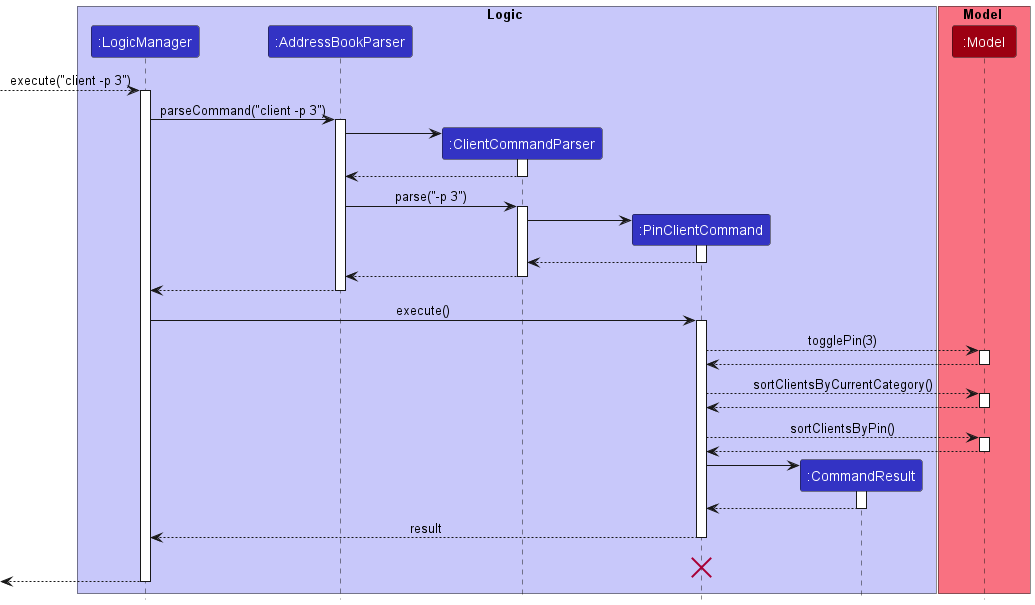 Logic
Model
:LogicManager
:AddressBookParser
:Model
execute("client -p 3")
parseCommand("client -p 3")
:ClientCommandParser
parse("-p 3")
:PinClientCommand
execute()
togglePin(3)
sortClientsByCurrentCategory()
sortClientsByPin()
:CommandResult
result